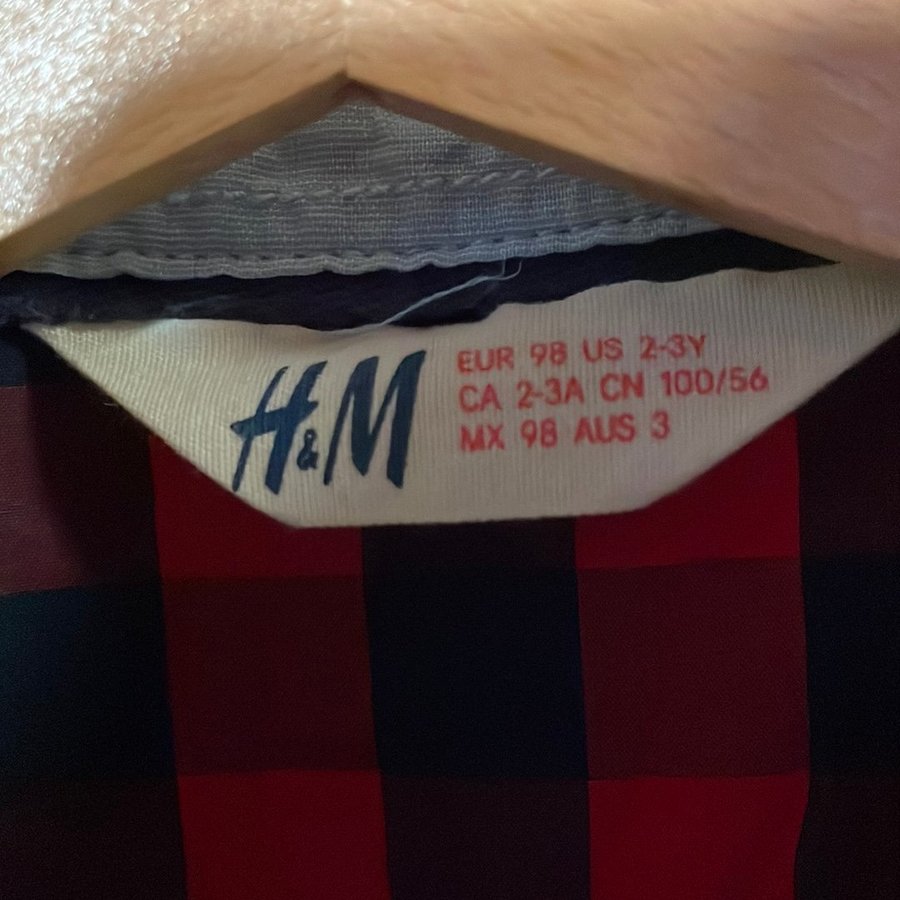 H&M
EUR 98 US 2-3Y
CA 2-3A CN 100/56
MX 98 AUS 3